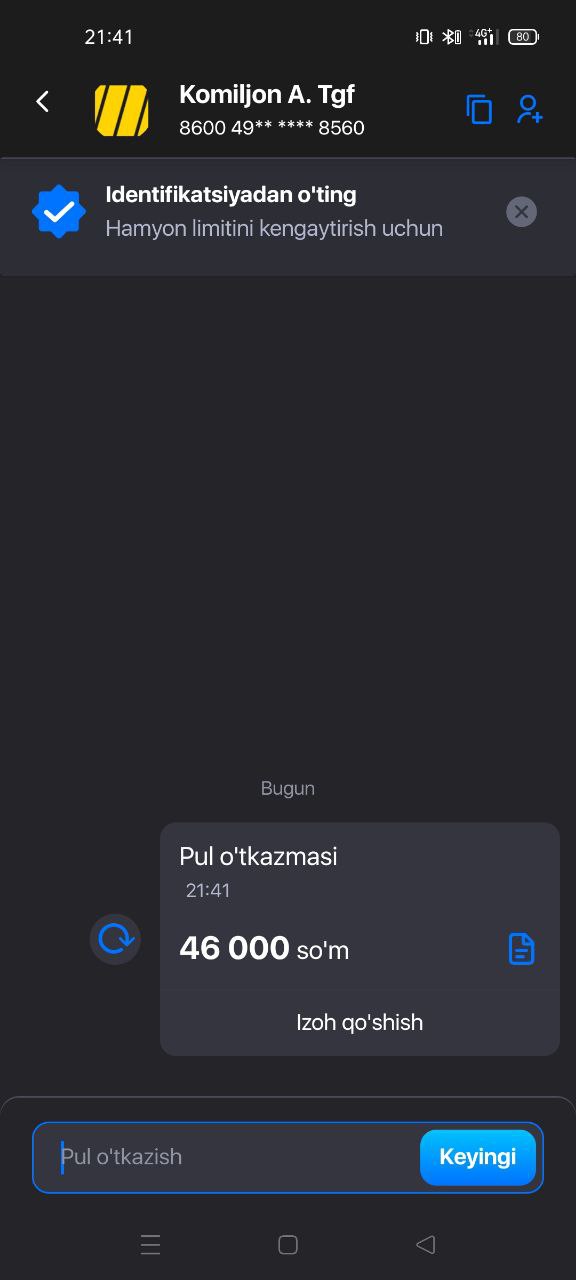 21:41
4G+
80
Komiljon A. Tgf
8600 49** **** 8560
Identifikatsiyadan o'ting
Hamyon limitini kengaytirish uchun
Bugun
Pul o'tkazmasi
21:41
46 000 so'm
Izoh qo'shish
Pul o'tkazish
Keyingi